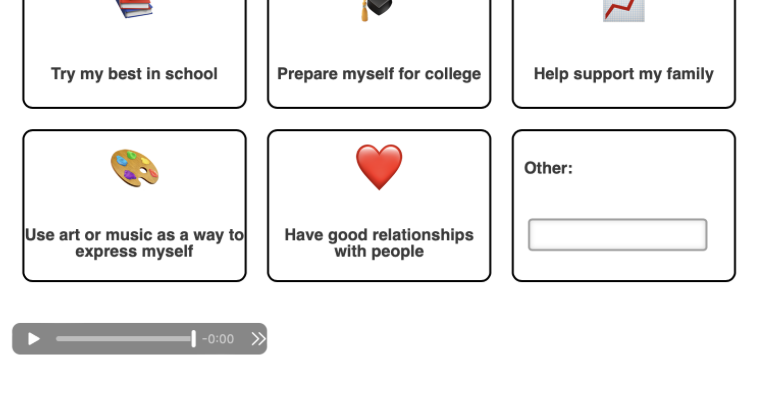 Try my best in school
Prepare myself for college
Help support my family
Use art or music as a way to
express myself
Have good relationships
with people
Other:
-0:00